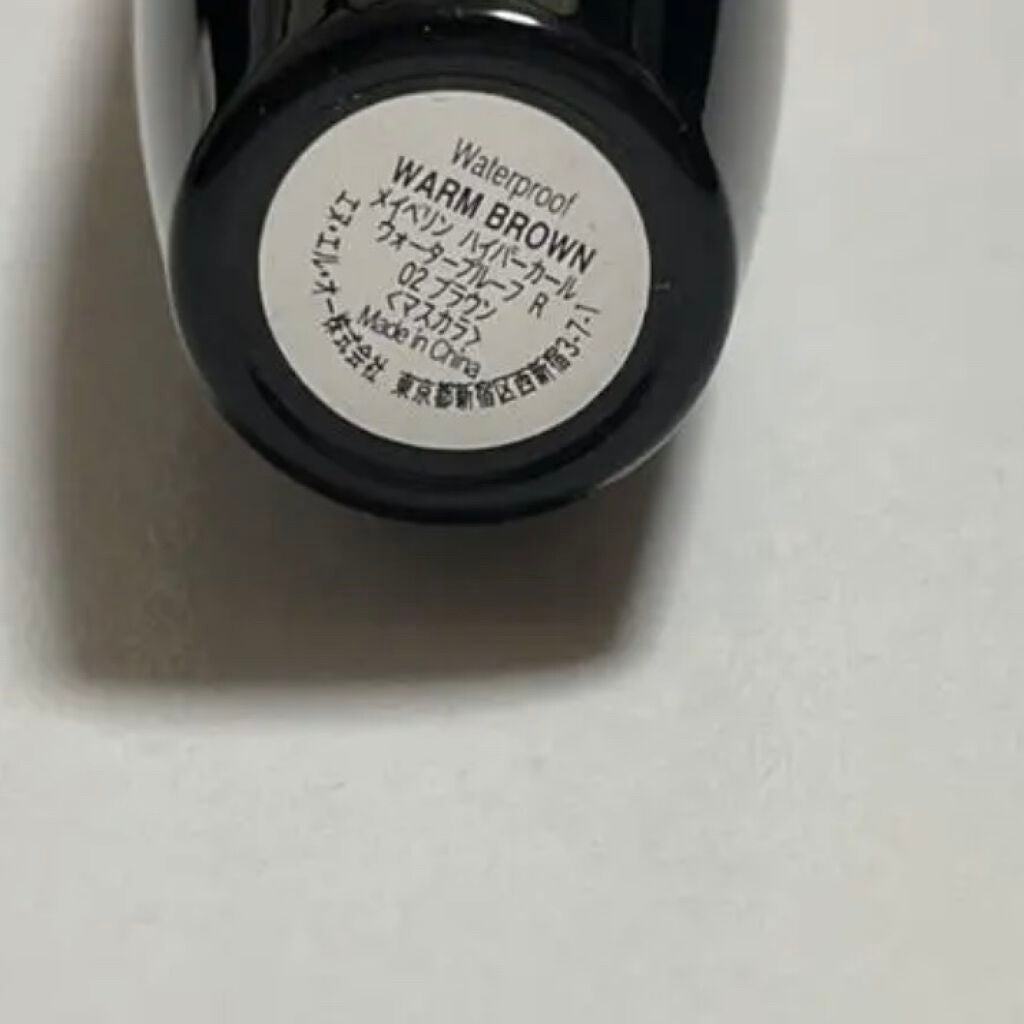 Waterproof
WARM BROWN
メイベリン ハイパーカール
ウォータープルーフ R
02 ブラウン
〈マスカラ〉
Made in China
エヌ・エル・オー株式会社 東京都新宿区西新宿3-7-1